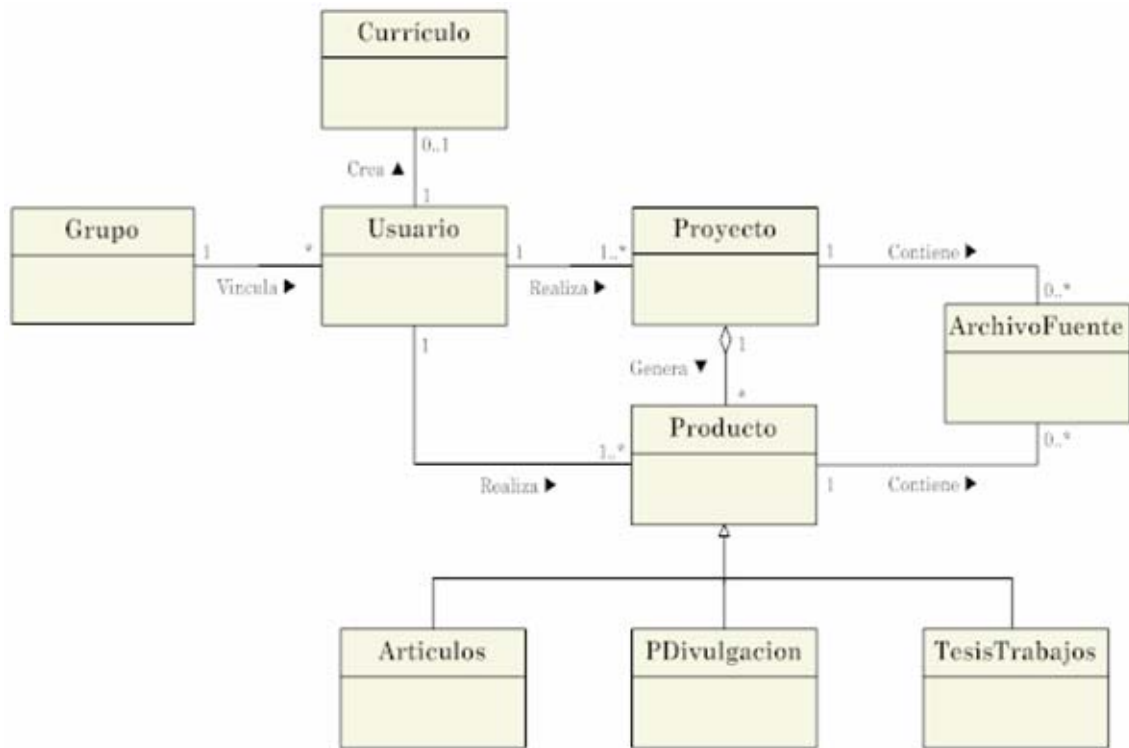 Currículo
0..1
Crea ▲
1
Grupo
Usuario
Proyecto
1
*
1
1..*
1
Contiene ▶
Vincula ▶
Realiza ▶
0..*
ArchivoFuente
1
1
Genera ▼
*
Producto
0..*
1..*
Realiza ▶
1
Contiene ▶
Articulos
PDivulgacion
TesisTrabajos